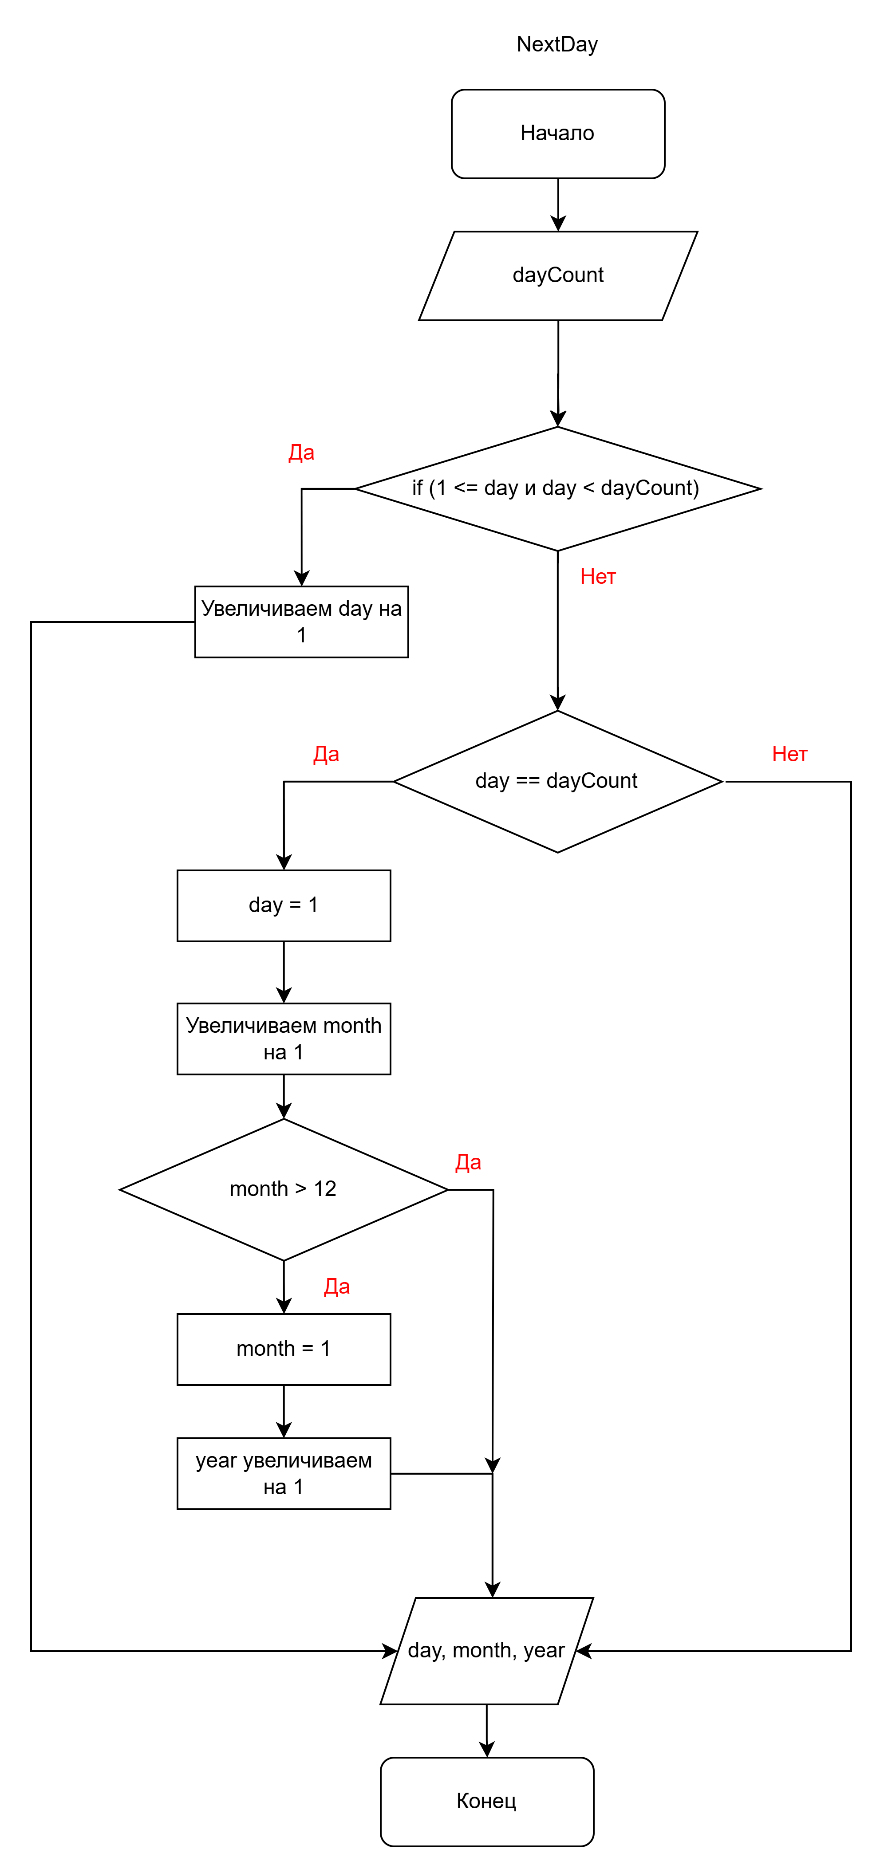 NextDay
Начало
dayCount
Да
if (1 <= day и day < dayCount)
Нет
Увеличиваем day на
1
Да
Нет
day == dayCount
day = 1
Увеличиваем month
на 1
Да
month > 12
Да
month = 1
year увеличиваем
на 1
day, month, year
Конец